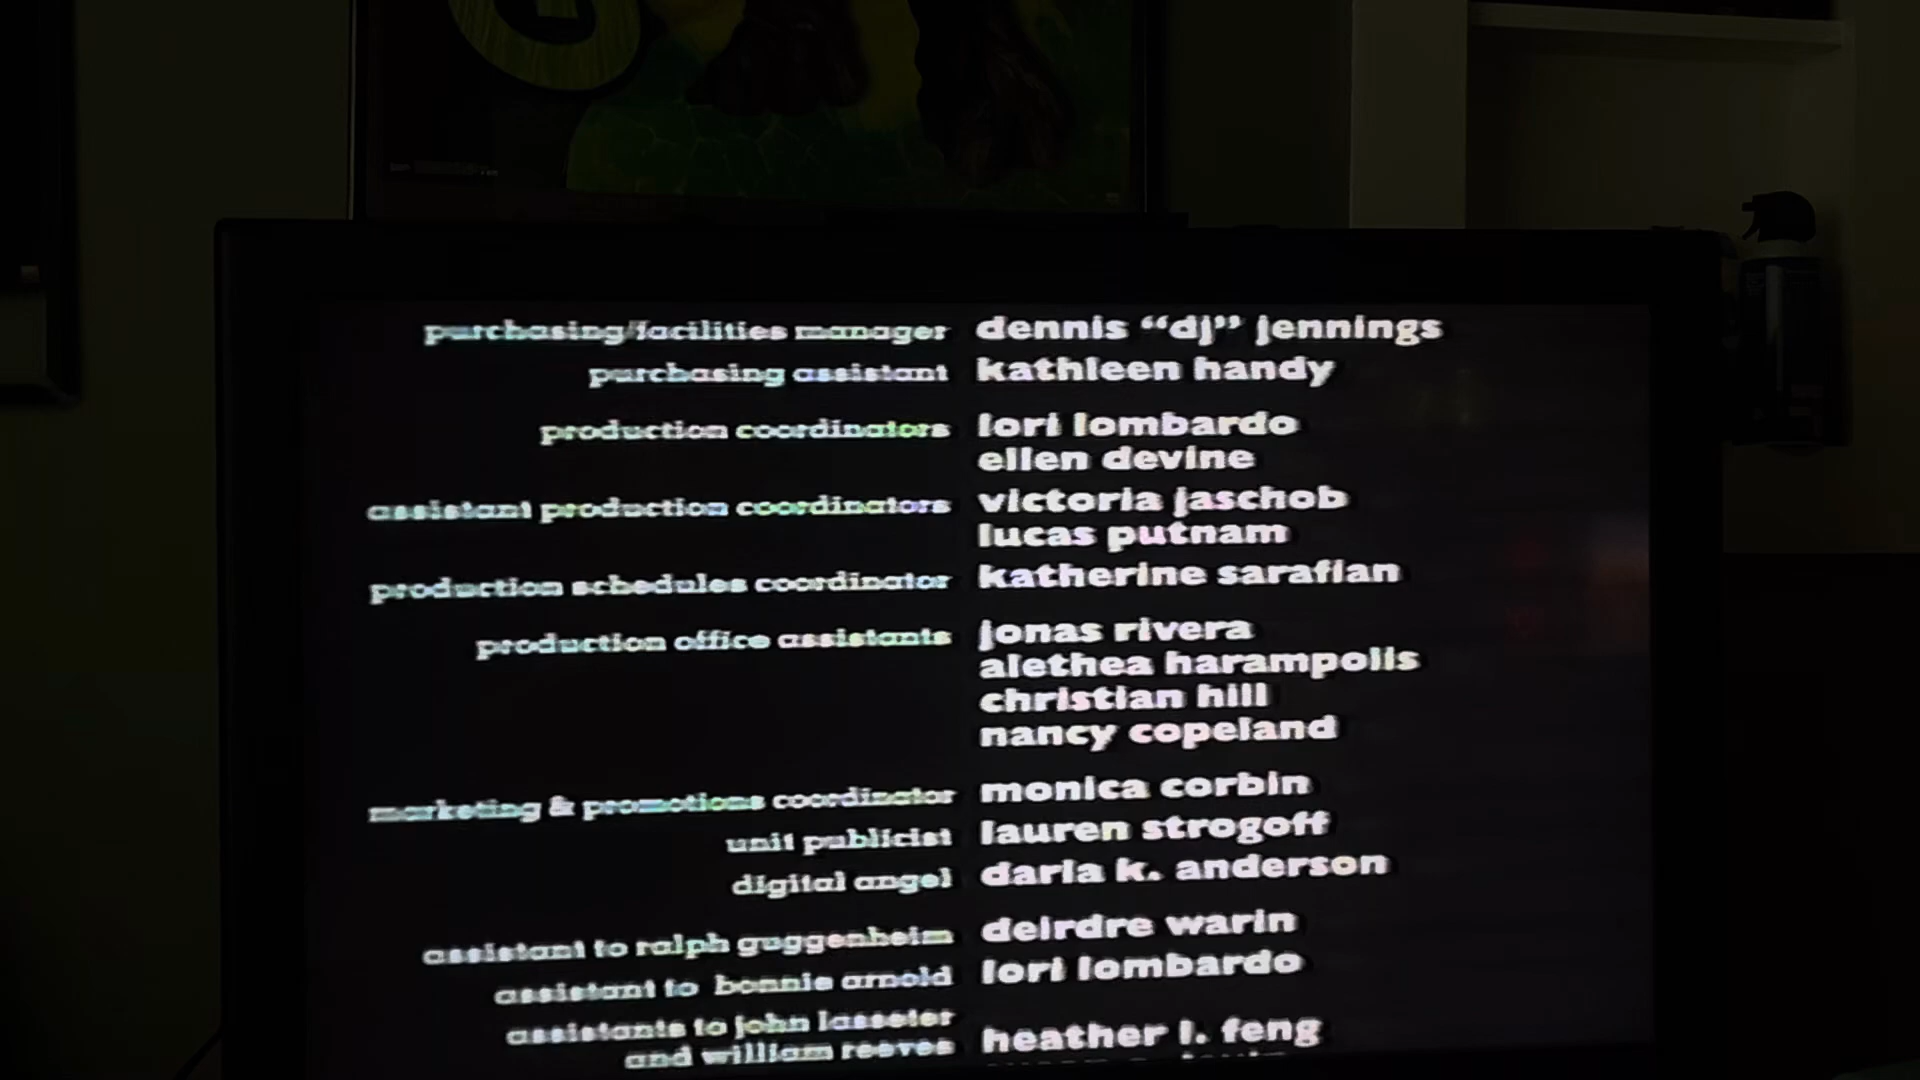 purchasing/facilities manager dennis “dj” jennings
purchasing assistant kathleen handy
production coordinators lori lombardo
ellen devine
assistant production coordinators victoria jaschob
lucas putnam
production schedules coordinator katherine sarafian
production office assistants jonas rivera
alethea harampolis
christian hill
nancy copeland
marketing & promotions coordinator monica corbin
unit publicist lauren strogoff
digital angel darla k. anderson
assistant to ralph guggenheim deirdre warin
assistant to bonnie arnold lori lombardo
assistants to john lasseter
and william reeves heather l. feng